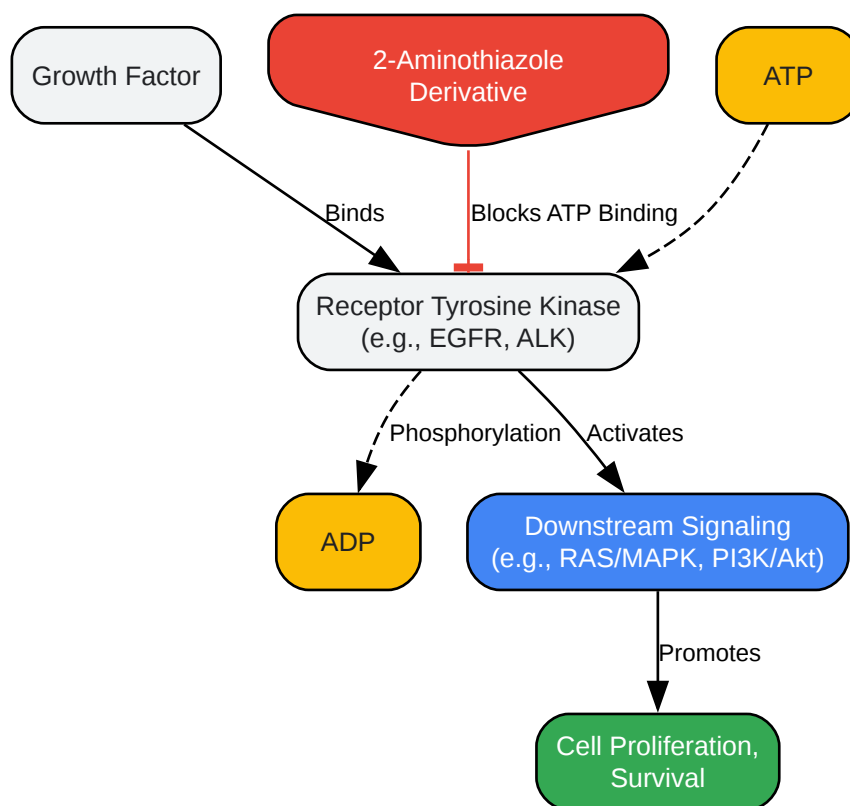 Growth Factor
2-Aminothiazole
Derivative
ATP
Binds
Blocks ATP Binding
Receptor Tyrosine Kinase
(e.g., EGFR, ALK)
Phosphorylation
Activates
ADP
Downstream Signaling
(e.g., RAS/MAPK, PI3K/Akt)
Promotes
Cell Proliferation,
Survival